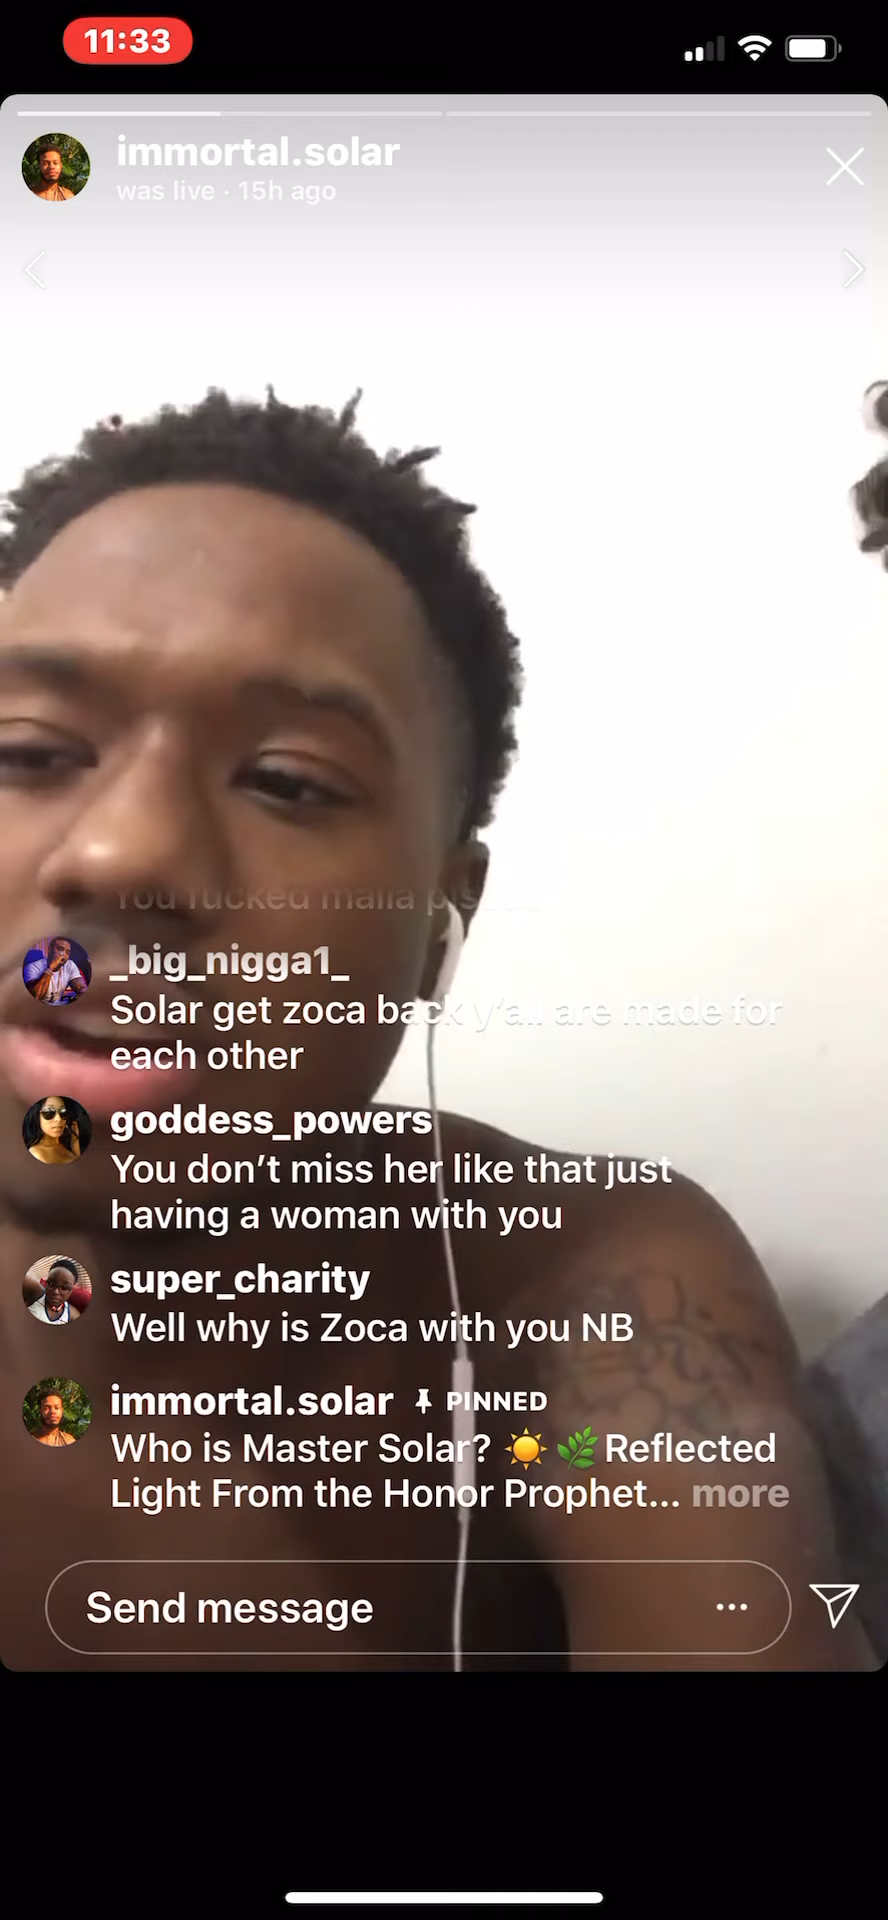 11:33
immortal.solar
was live · 15h ago
_big_nigga1_
Solar get zoca back y'all are made for
each other
goddess_powers
You don't miss her like that just
having a woman with you
super_charity
Well why is Zoca with you NB
immortal.solar PINNED
Who is Master Solar? ☀️🌿Reflected
Light From the Honor Prophet... more
Send message